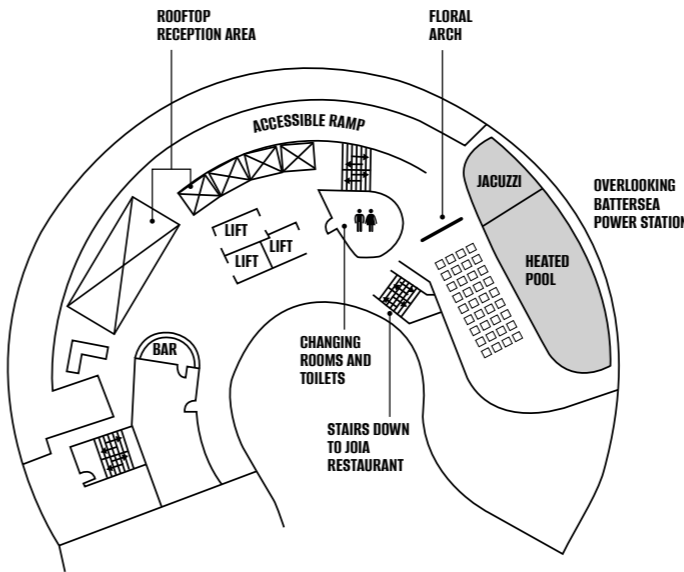 ROOFTOP
RECEPTION AREA
FLORAL
ARCH
ACCESSIBLE RAMP
JACUZZI
OVERLOOKING
BATTERSEA
POWER STATION
LIFT
LIFT
LIFT
HEATED
POOL
BAR
CHANGING
ROOMS AND
TOILETS
STAIRS DOWN
TO JOIA
RESTAURANT